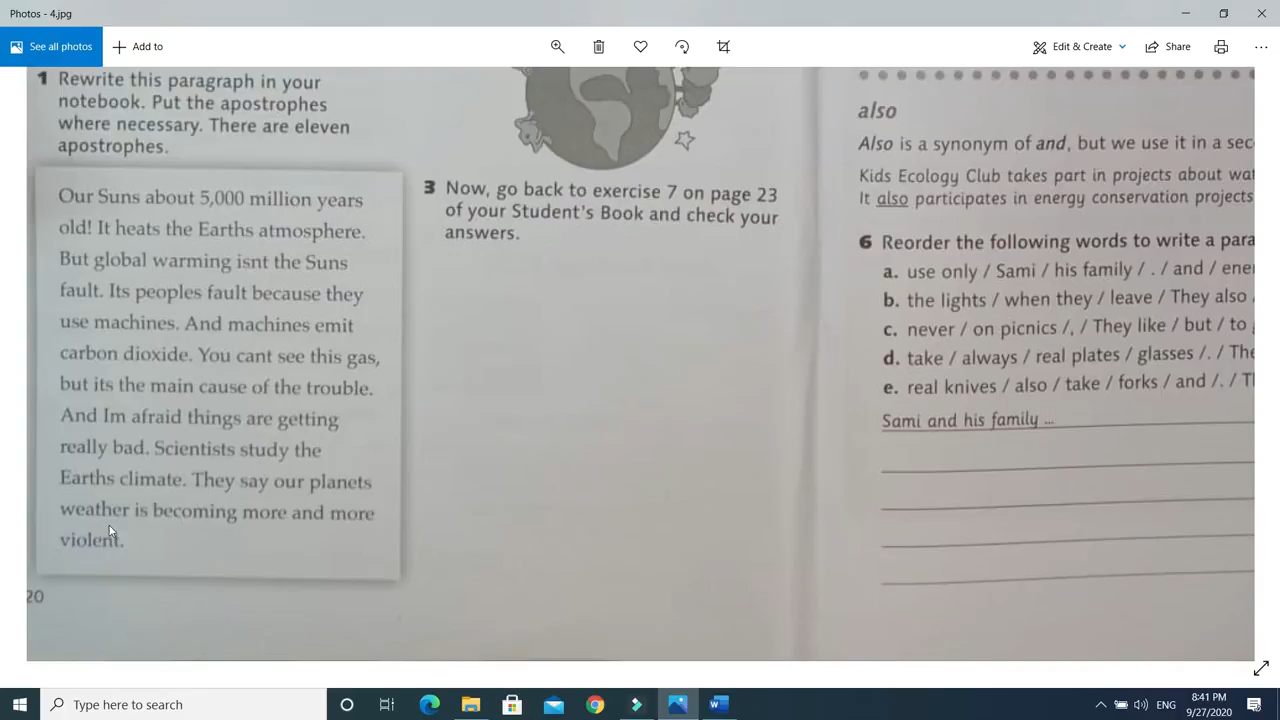 Photos - 4.jpg
See all photos
Add to
Edit & Create
Share
1 Rewrite this paragraph in your
notebook. Put the apostrophes
where necessary. There are eleven
apostrophes.
Our Suns about 5,000 million years
old! It heats the Earths atmosphere.
But global warming isnt the Suns
fault. Its peoples fault because they
use machines. And machines emit
carbon dioxide. You cant see this gas,
but its the main cause of the trouble.
And Im afraid things are getting
really bad. Scientists study the
Earths climate. They say our planets
weather is becoming more and more
violent.
20
3 Now, go back to exercise 7 on page 23
of your Student's Book and check your
answers.
also
Also is a synonym of and, but we use it in a sec
Kids Ecology Club takes part in projects about wa
It also participates in energy conservation projects
6 Reorder the following words to write a para
a. use only / Sami / his family / . / and / ene
b. the lights / when they / leave / They also
c. never / on picnics /, / They like / but / to
d. take / always / real plates / glasses /. / The
e. real knives / also / take / forks / and /. / T
Sami and his family ...
Type here to search
ENG
8:41 PM
9/27/2020